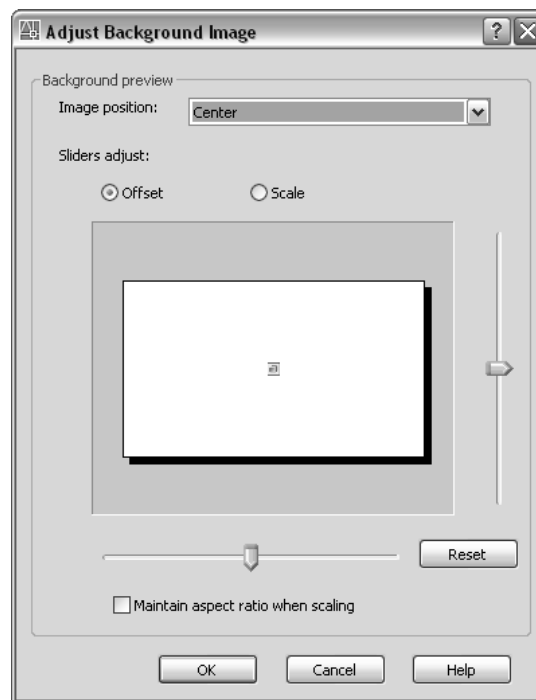 Adjust Background Image
Background preview
Image position: Center
Sliders adjust:
Offset Scale
Reset
Maintain aspect ratio when scaling
OK Cancel Help